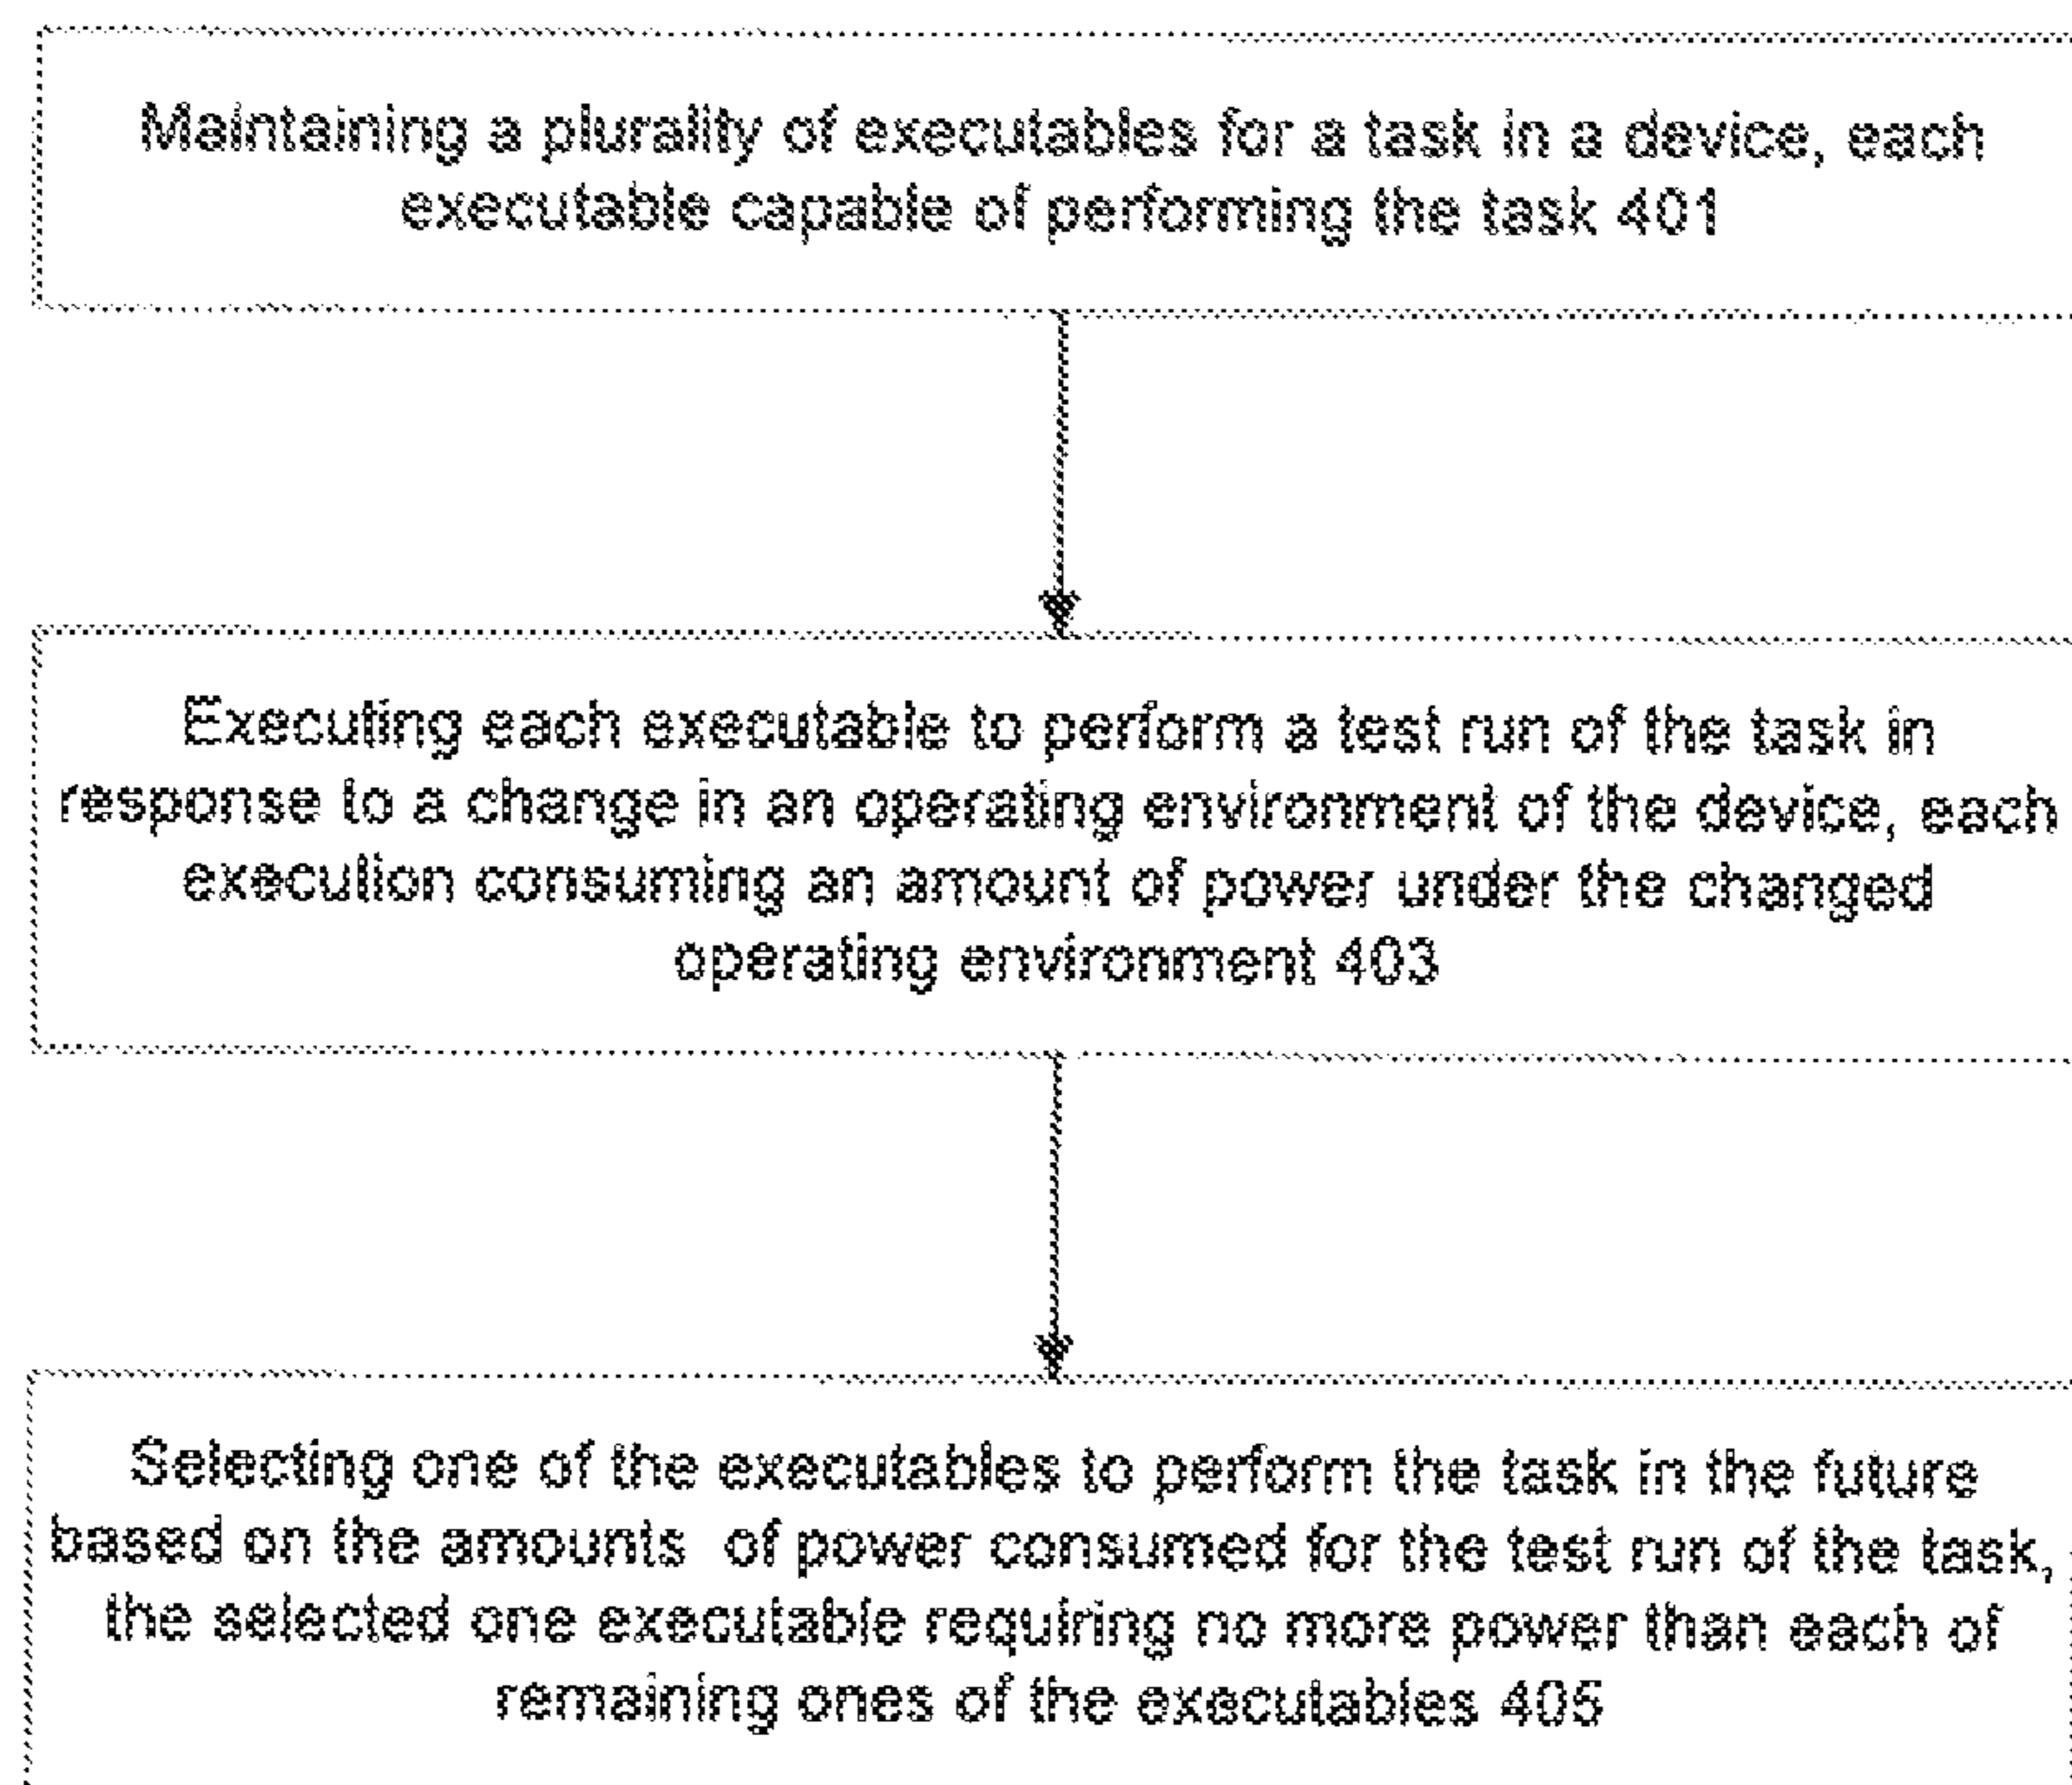 Maintaining a plurality of executables for a task in a device, each
executable capable of performing the task 401
Executing each executable to perform a test run of the task in
response to a change in an operating environment of the device, each
execution consuming an amount of power under the changed
operating environment 403
Selecting one of the executables to perform the task in the future
based on the amounts of power consumed for the test run of the task,
the selected one executable requiring no more power than each of
remaining ones of the executables 405